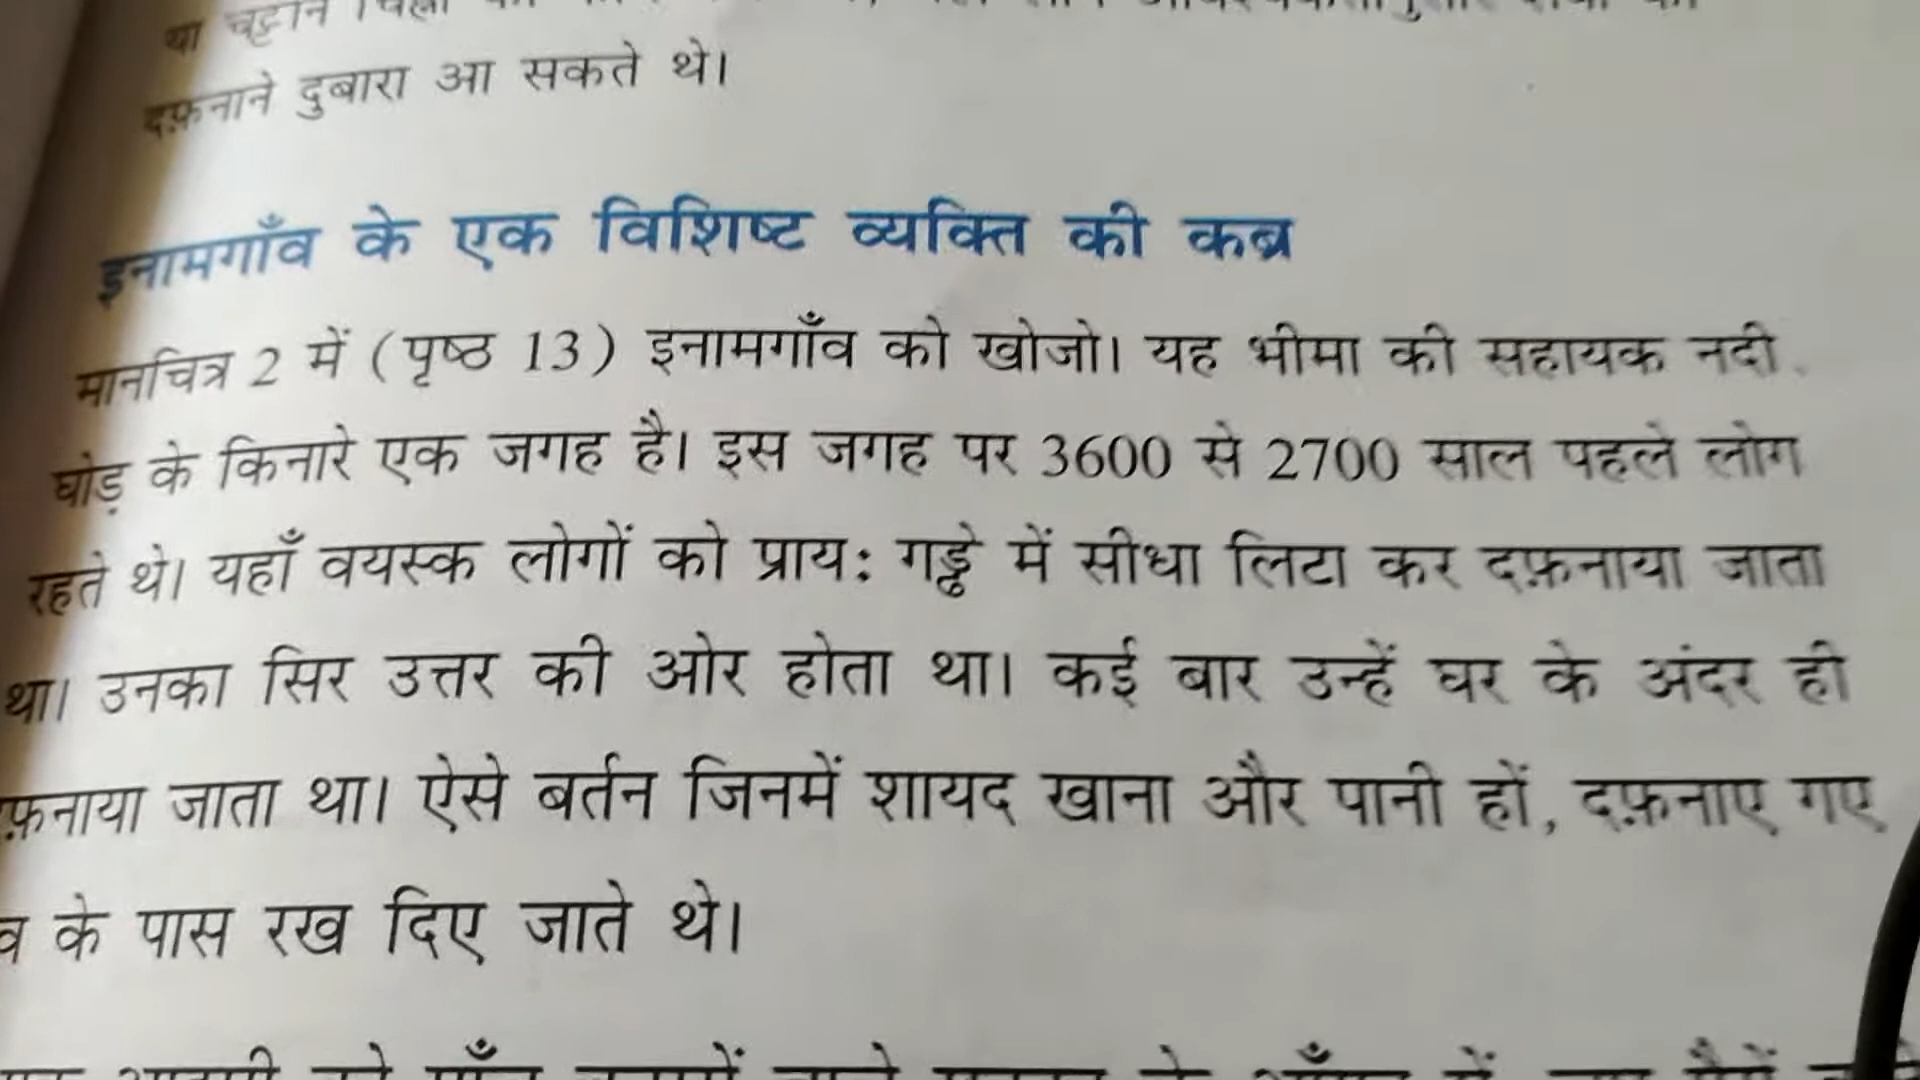 या चट्टान
दफ़नाने दुबारा आ सकते थे।
इनामगाँव के एक विशिष्ट व्यक्ति की कब्र
मानचित्र 2 में (पृष्ठ 13) इनामगाँव को खोजो। यह भीमा की सहायक नदी
घोड़ के किनारे एक जगह है। इस जगह पर 3600 से 2700 साल पहले लोग
रहते थे। यहाँ वयस्क लोगों को प्राय: गड्ढे में सीधा लिटा कर दफ़नाया जाता
था। उनका सिर उत्तर की ओर होता था। कई बार उन्हें घर के अंदर ही
फ़नाया जाता था। ऐसे बर्तन जिनमें शायद खाना और पानी हों, दफ़नाए गए
व के पास रख दिए जाते थे।